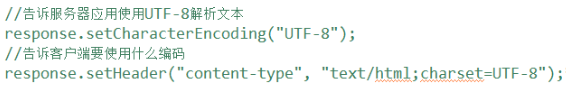 //告诉服务器应用使用UTF-8解析文本
response.setCharacterEncoding("UTF-8");
//告诉客户端要使用什么编码
response.setHeader("content-type", "text/html;charset=UTF-8");